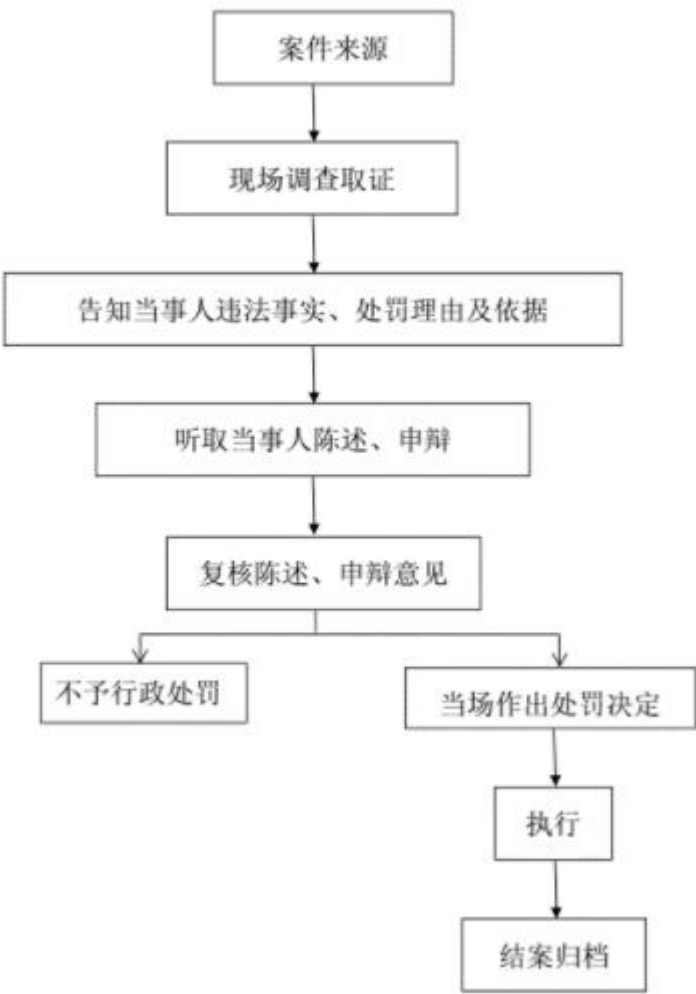 案件来源
现场调查取证
告知当事人违法事实、处罚理由及依据
听取当事人陈述、申辩
复核陈述、申辩意见
不予行政处罚
当场作出处罚决定
执行
结案归档